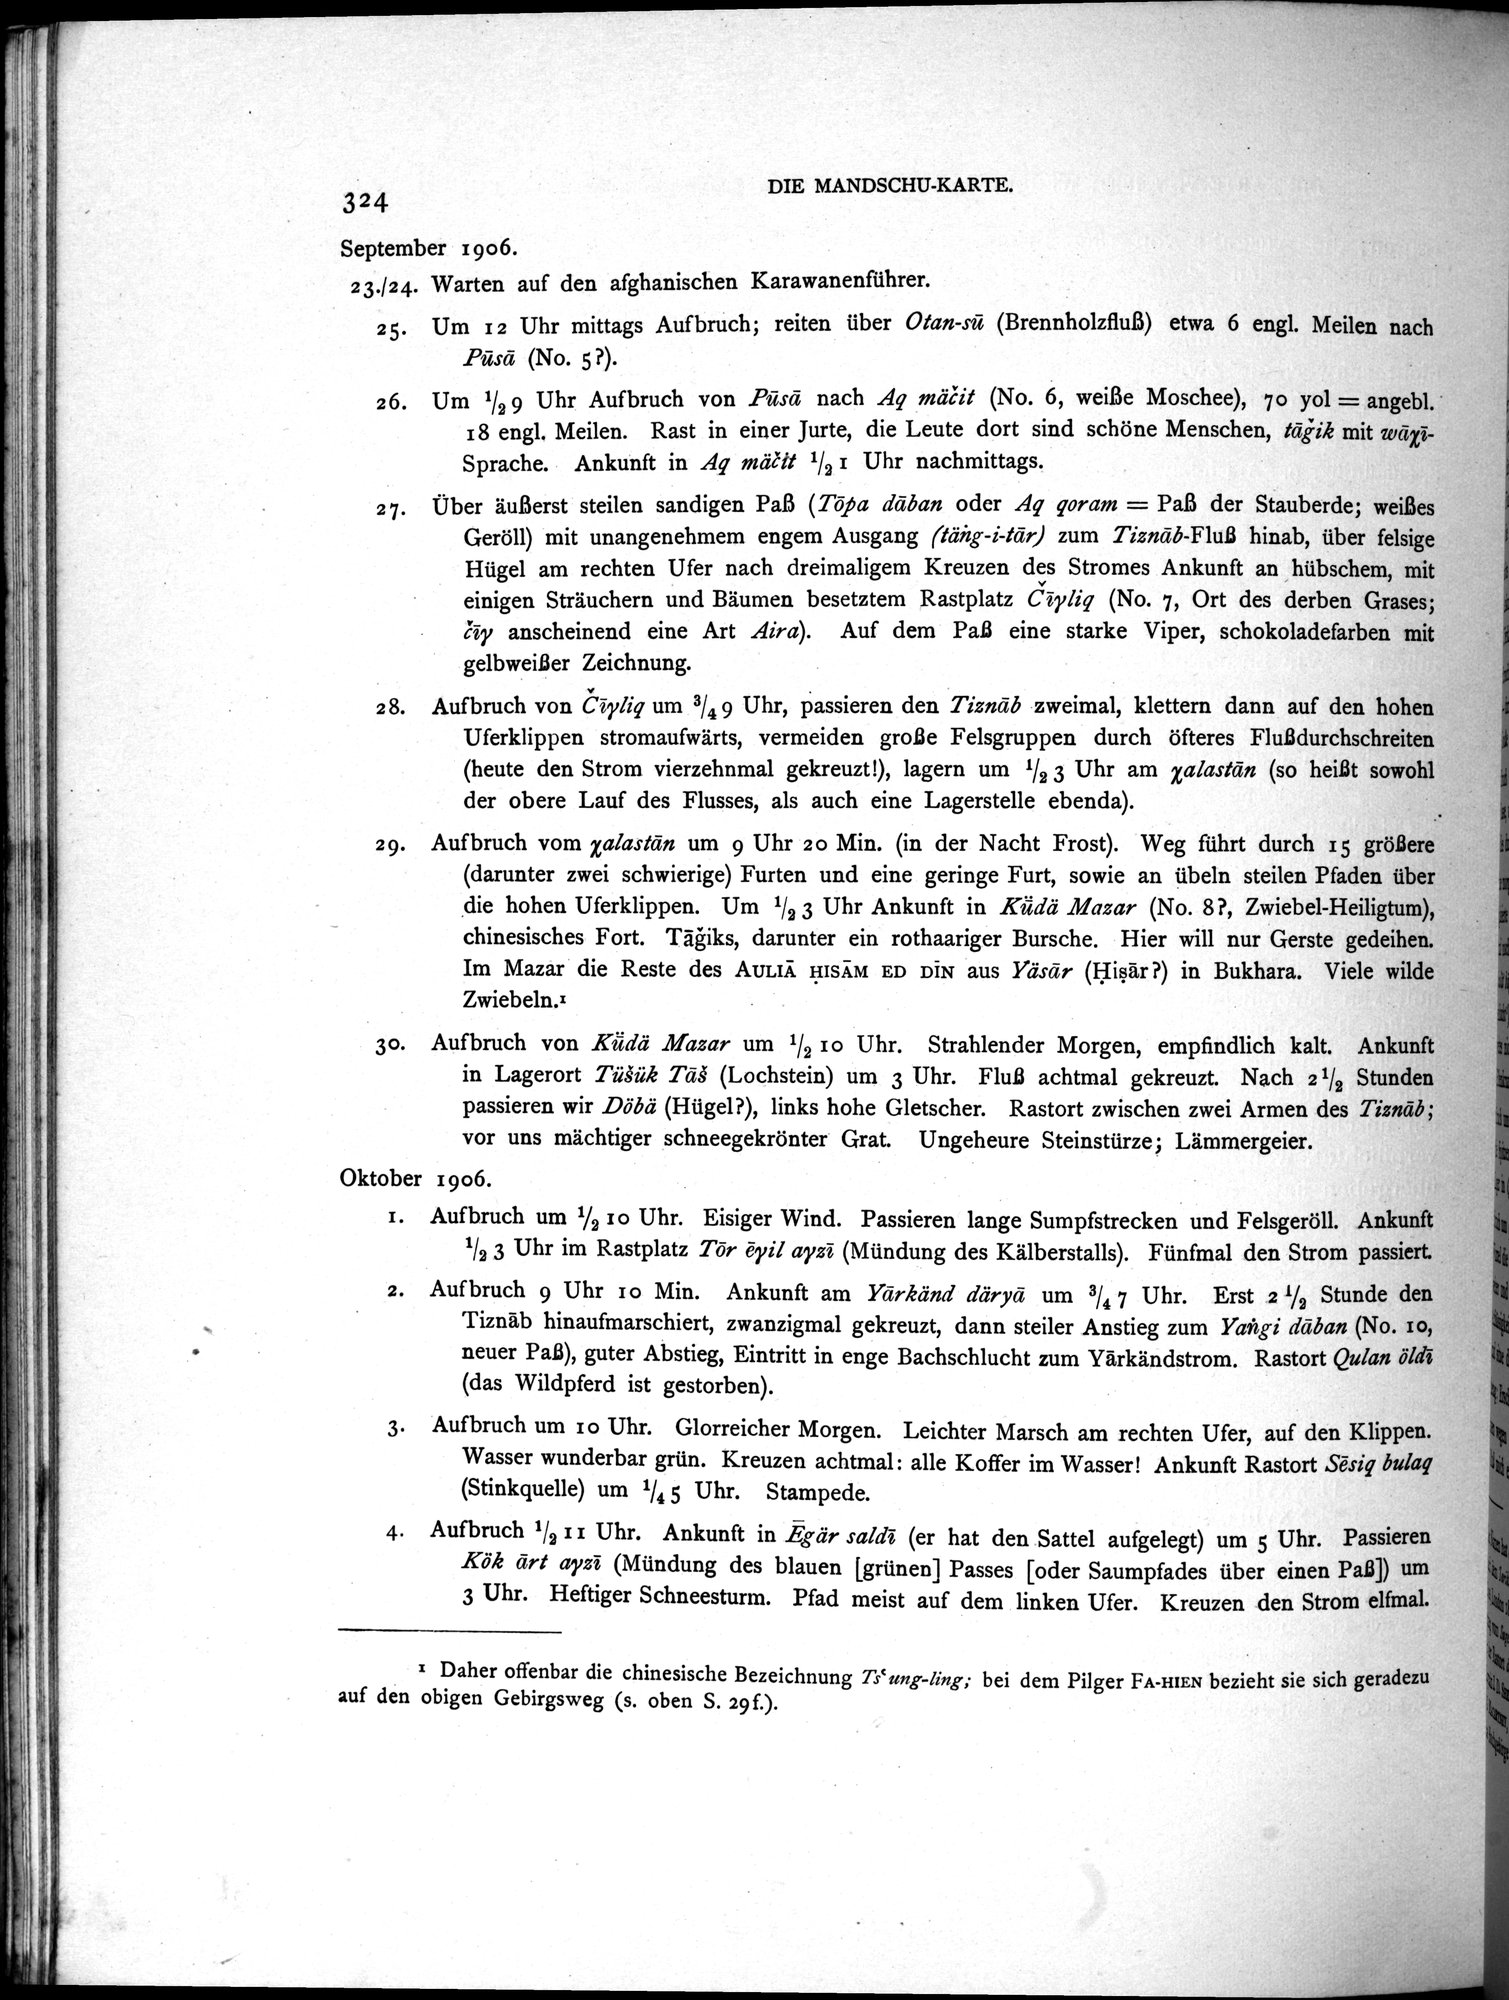 324
DIE MANDSCHU-KARTE.
September 1906.
23./24. Warten auf den afghanischen Karawanenführer.
25. Um 12 Uhr mittags Aufbruch; reiten über Otan-sū (Brennholzfluß) etwa 6 engl. Meilen nach
Pūsā (No. 5?).
26. Um 1/2 9 Uhr Aufbruch von Pūsā nach Aq mäčit (No. 6, weiße Moschee), 70 yol = angebl.
18 engl. Meilen. Rast in einer Jurte, die Leute dort sind schöne Menschen, tāǧik mit wāχī-
Sprache. Ankunft in Aq mäčit 1/2 1 Uhr nachmittags.
27. Über äußerst steilen sandigen Paß (Tōpa dāban oder Aq qoram = Paß der Stauberde; weißes
Geröll) mit unangenehmem engem Ausgang (täṅg-i-tār) zum Tiznāb-Fluß hinab, über felsige
Hügel am rechten Ufer nach dreimaligem Kreuzen des Stromes Ankunft an hübschem, mit
einigen Sträuchern und Bäumen besetztem Rastplatz Čīγliq (No. 7, Ort des derben Grases;
čīγ anscheinend eine Art Aira). Auf dem Paß eine starke Viper, schokoladefarben mit
gelbweißer Zeichnung.
28. Aufbruch von Čīγliq um 3/4 9 Uhr, passieren den Tiznāb zweimal, klettern dann auf den hohen
Uferklippen stromaufwärts, vermeiden große Felsgruppen durch öfteres Flußdurchschreiten
(heute den Strom vierzehnmal gekreuzt!), lagern um 1/2 3 Uhr am χalastān (so heißt sowohl
der obere Lauf des Flusses, als auch eine Lagerstelle ebenda).
29. Aufbruch vom χalastān um 9 Uhr 20 Min. (in der Nacht Frost). Weg führt durch 15 größere
(darunter zwei schwierige) Furten und eine geringe Furt, sowie an übeln steilen Pfaden über
die hohen Uferklippen. Um 1/2 3 Uhr Ankunft in Kǖdä Mazar (No. 8?, Zwiebel-Heiligtum),
chinesisches Fort. Tāǧiks, darunter ein rothaariger Bursche. Hier will nur Gerste gedeihen.
Im Mazar die Reste des AULIĀ ḤISĀM ED DĪN aus Yäsār (Ḥiṣār?) in Bukhara. Viele wilde
Zwiebeln.¹
30. Aufbruch von Kǖdä Mazar um 1/2 10 Uhr. Strahlender Morgen, empfindlich kalt. Ankunft
in Lagerort Tüšük Tāš (Lochstein) um 3 Uhr. Fluß achtmal gekreuzt. Nach 2 1/2 Stunden
passieren wir Döbä (Hügel?), links hohe Gletscher. Rastort zwischen zwei Armen des Tiznāb;
vor uns mächtiger schneegekrönter Grat. Ungeheure Steinstürze; Lämmergeier.
Oktober 1906.
1. Aufbruch um 1/2 10 Uhr. Eisiger Wind. Passieren lange Sumpfstrecken und Felsgeröll. Ankunft
1/2 3 Uhr im Rastplatz Tōr ēγil aγzī (Mündung des Kälberstalls). Fünfmal den Strom passiert.
2. Aufbruch 9 Uhr 10 Min. Ankunft am Yārkänd däryā um 3/4 7 Uhr. Erst 2 1/2 Stunde den
Tiznāb hinaufmarschiert, zwanzigmal gekreuzt, dann steiler Anstieg zum Yaṅgi dāban (No. 10,
neuer Paß), guter Abstieg, Eintritt in enge Bachschlucht zum Yārkändstrom. Rastort Qulan öldī
(das Wildpferd ist gestorben).
3. Aufbruch um 10 Uhr. Glorreicher Morgen. Leichter Marsch am rechten Ufer, auf den Klippen.
Wasser wunderbar grün. Kreuzen achtmal: alle Koffer im Wasser! Ankunft Rastort Sēsiq bulaq
(Stinkquelle) um 1/4 5 Uhr. Stampede.
4. Aufbruch 1/2 11 Uhr. Ankunft in Ēgär saldī (er hat den Sattel aufgelegt) um 5 Uhr. Passieren
Kök ārt aγzī (Mündung des blauen [grünen] Passes [oder Saumpfades über einen Paß]) um
3 Uhr. Heftiger Schneesturm. Pfad meist auf dem linken Ufer. Kreuzen den Strom elfmal.
¹ Daher offenbar die chinesische Bezeichnung Tsʿung-ling; bei dem Pilger FA-HIEN bezieht sie sich geradezu
auf den obigen Gebirgsweg (s. oben S. 29f.).